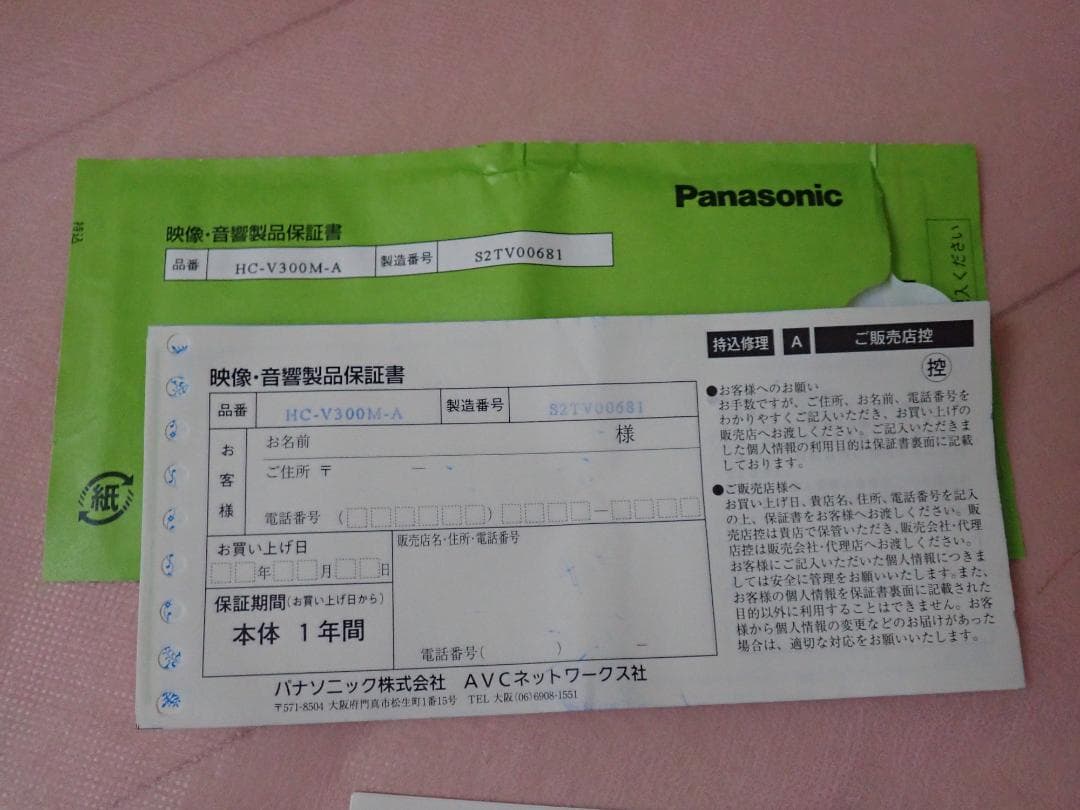 Panasonic
持込
映像・音響製品保証書
品番 HC-V300M-A 製造番号 S2TV00681
入ください
紙
持込修理 A ご販売店控
控
映像・音響製品保証書
品番 HC-V300M-A 製造番号 S2TV00681
お客様
お名前 様
ご住所 〒 ―
電話番号 ( ) ―
お買い上げ日
年 月 日
保証期間(お買い上げ日から)
本体 1年間
販売店名・住所・電話番号
電話番号( ) ―
●お客様へのお願い
お手数ですが、ご住所、お名前、電話番号を
わかりやすくご記入いただき、お買い上げの
販売店へお渡しください。ご記入いただきま
した個人情報の利用目的は保証書裏面に記載
しております。
●ご販売店様へ
お買い上げ日、貴店名、住所、電話番号を記入
の上、保証書をお客様へお渡しください。販
売店控は貴店で保管いただき、販売会社・代理
店控は販売会社・代理店へお渡しください。
お客様にご記入いただいた個人情報につきま
しては安全に管理をお願いいたします。また、
お客様の個人情報を保証書裏面に記載された
目的以外に利用することはできません。お客
様から個人情報の変更などのお届けがあった
場合は、適切な対応をお願いいたします。
パナソニック株式会社 AVCネットワークス社
〒571-8504 大阪府門真市松生町1番15号 TEL 大阪(06)6908-1551